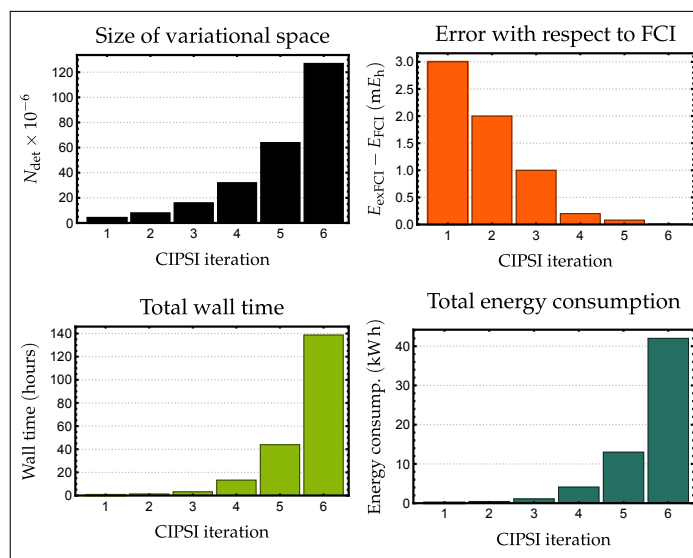 Size of variational space
N_det × 10^−6
120
100
80
60
40
20
0
1 2 3 4 5 6
CIPSI iteration
Error with respect to FCI
E_exFCI − E_FCI (mE_h)
3.0
2.5
2.0
1.5
1.0
0.5
0.0
1 2 3 4 5 6
CIPSI iteration
Total wall time
Wall time (hours)
140
120
100
80
60
40
20
0
1 2 3 4 5 6
CIPSI iteration
Total energy consumption
Energy consump. (kW h)
40
20
10
0
1 2 3 4 5 6
CIPSI iteration